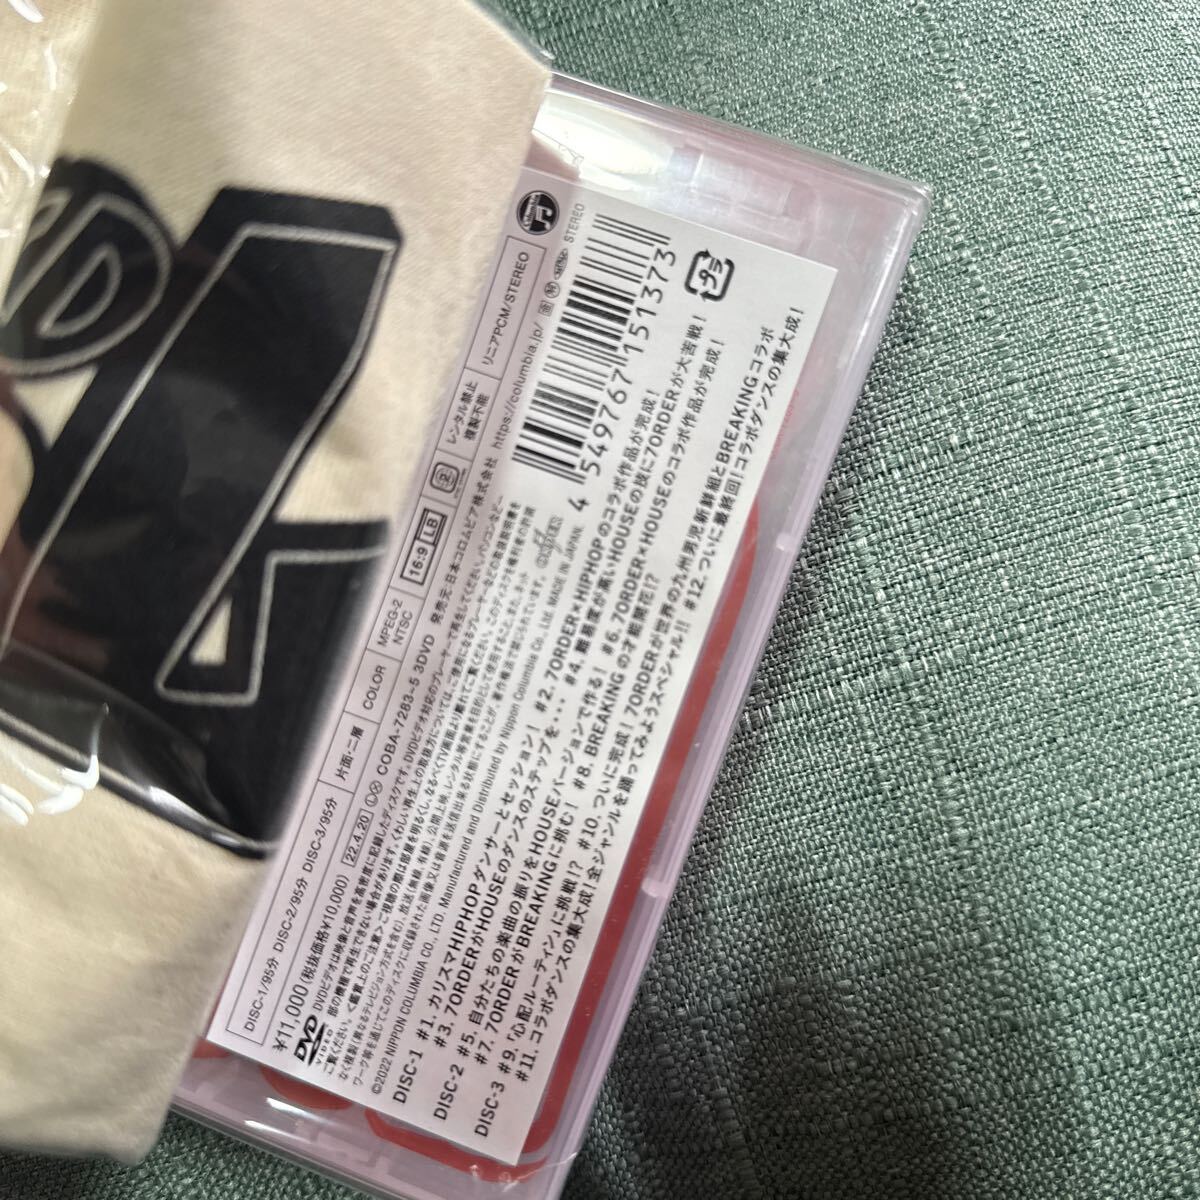 DISC-1/95分 DISC-2/95分 DISC-3/95分
片面・二層
COLOR
MPEG-2
NTSC
16:9 LB
2
レンタル禁止
複製不能
リニアPCM/STEREO
¥11,000(税抜価格¥10,000)
22.4.20
COBA-7283~5 3DVD
発売元:日本コロムビア株式会社
https://columbia.jp/
STEREO
DVD
VIDEO
©2022 NIPPON COLUMBIA CO., LTD. Manufactured and Distributed by Nippon Columbia Co., Ltd. MADE IN JAPAN.
4 549767 151373
プラ
DISC-1 #1. カリスマHIPHOPダンサーとセッション! #2. 7ORDER×HIPHOPのコラボ作品が完成!
#3. 7ORDERがHOUSEのダンスのステップを… #4. 難易度が高いHOUSEの技に7ORDERが大苦戦!
DISC-2 #5. 自分たちの楽曲の振りをHOUSEバージョンで作る! #6. 7ORDER×HOUSEのコラボ作品が完成!
#7. 7ORDERがBREAKINGに挑む! #8. BREAKINGの才能開花!?
DISC-3 #9.「心配ルーティン」に挑戦!? #10. ついに完成! 7ORDERが世界の九州男児新鮮組とBREAKINGコラボ
#11. コラボダンスの集大成!全ジャンルを踊ってみようスペシャル!! #12. ついに最終回!コラボダンスの集大成!